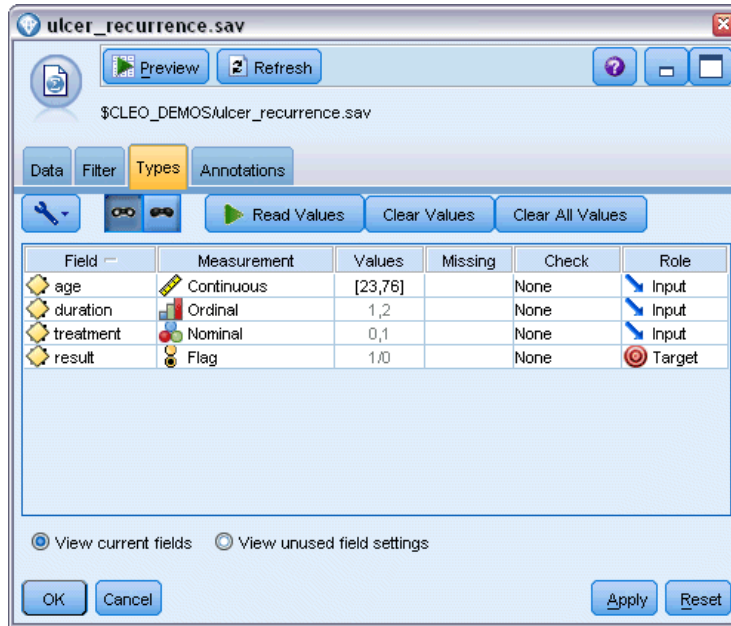 ulcer_recurrence.sav
Preview Refresh
$CLEO_DEMOS/ulcer_recurrence.sav
Data Filter Types Annotations
Read Values Clear Values Clear All Values
Field Measurement Values Missing Check Role
age Continuous [23,76] None Input
duration Ordinal 1,2 None Input
treatment Nominal 0,1 None Input
result Flag 1/0 None Target
View current fields View unused field settings
OK Cancel Apply Reset